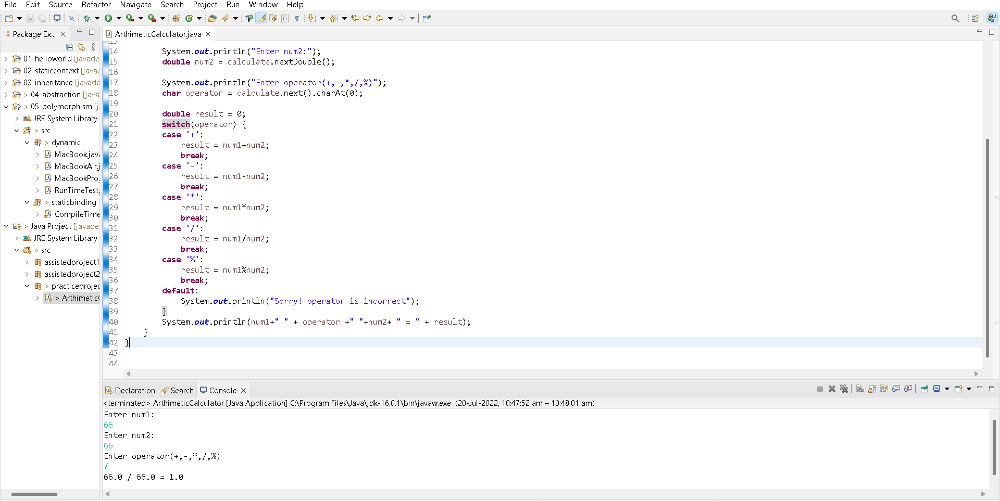 File Edit Source Refactor Navigate Search Project Run Window Help
Package Ex...
01-helloworld [javade
02-staticcontext [javac
03-inheritance [javade
> 04-abstraction [java
> 05-polymorphism [j
JRE System Library
> src
> dynamic
MacBook.java
MacBookAir.j
MacBookPro.
RunTimeTest.
> staticbinding
CompileTime
> Java Project [javade
JRE System Library
> src
assistedproject1
assistedproject2
> practiceprojec
> ArthimeticC
ArthimeticCalculator.java
14 System.out.println("Enter num2:");
15 double num2 = calculate.nextDouble();
16
17 System.out.println("Enter operator(+,-,*,/,%)");
18 char operator = calculate.next().charAt(0);
19
20 double result = 0;
21 switch(operator) {
22 case '+':
23 result = num1+num2;
24 break;
25 case '-':
26 result = num1-num2;
27 break;
28 case '*':
29 result = num1*num2;
30 break;
31 case '/':
32 result = num1/num2;
33 break;
34 case '%':
35 result = num1%num2;
36 break;
37 default:
38 System.out.println("Sorry! operator is incorrect");
39 }
40 System.out.println(num1+" " + operator +" "+num2+ " = " + result);
41 }
42 }
43
44
Declaration Search Console
<terminated> ArthimeticCalculator [Java Application] C:\Program Files\Java\jdk-16.0.1\bin\javaw.exe (20-Jul-2022, 10:47:52 am – 10:48:01 am)
Enter num1:
66
Enter num2:
66
Enter operator(+,-,*,/,%)
/
66.0 / 66.0 = 1.0